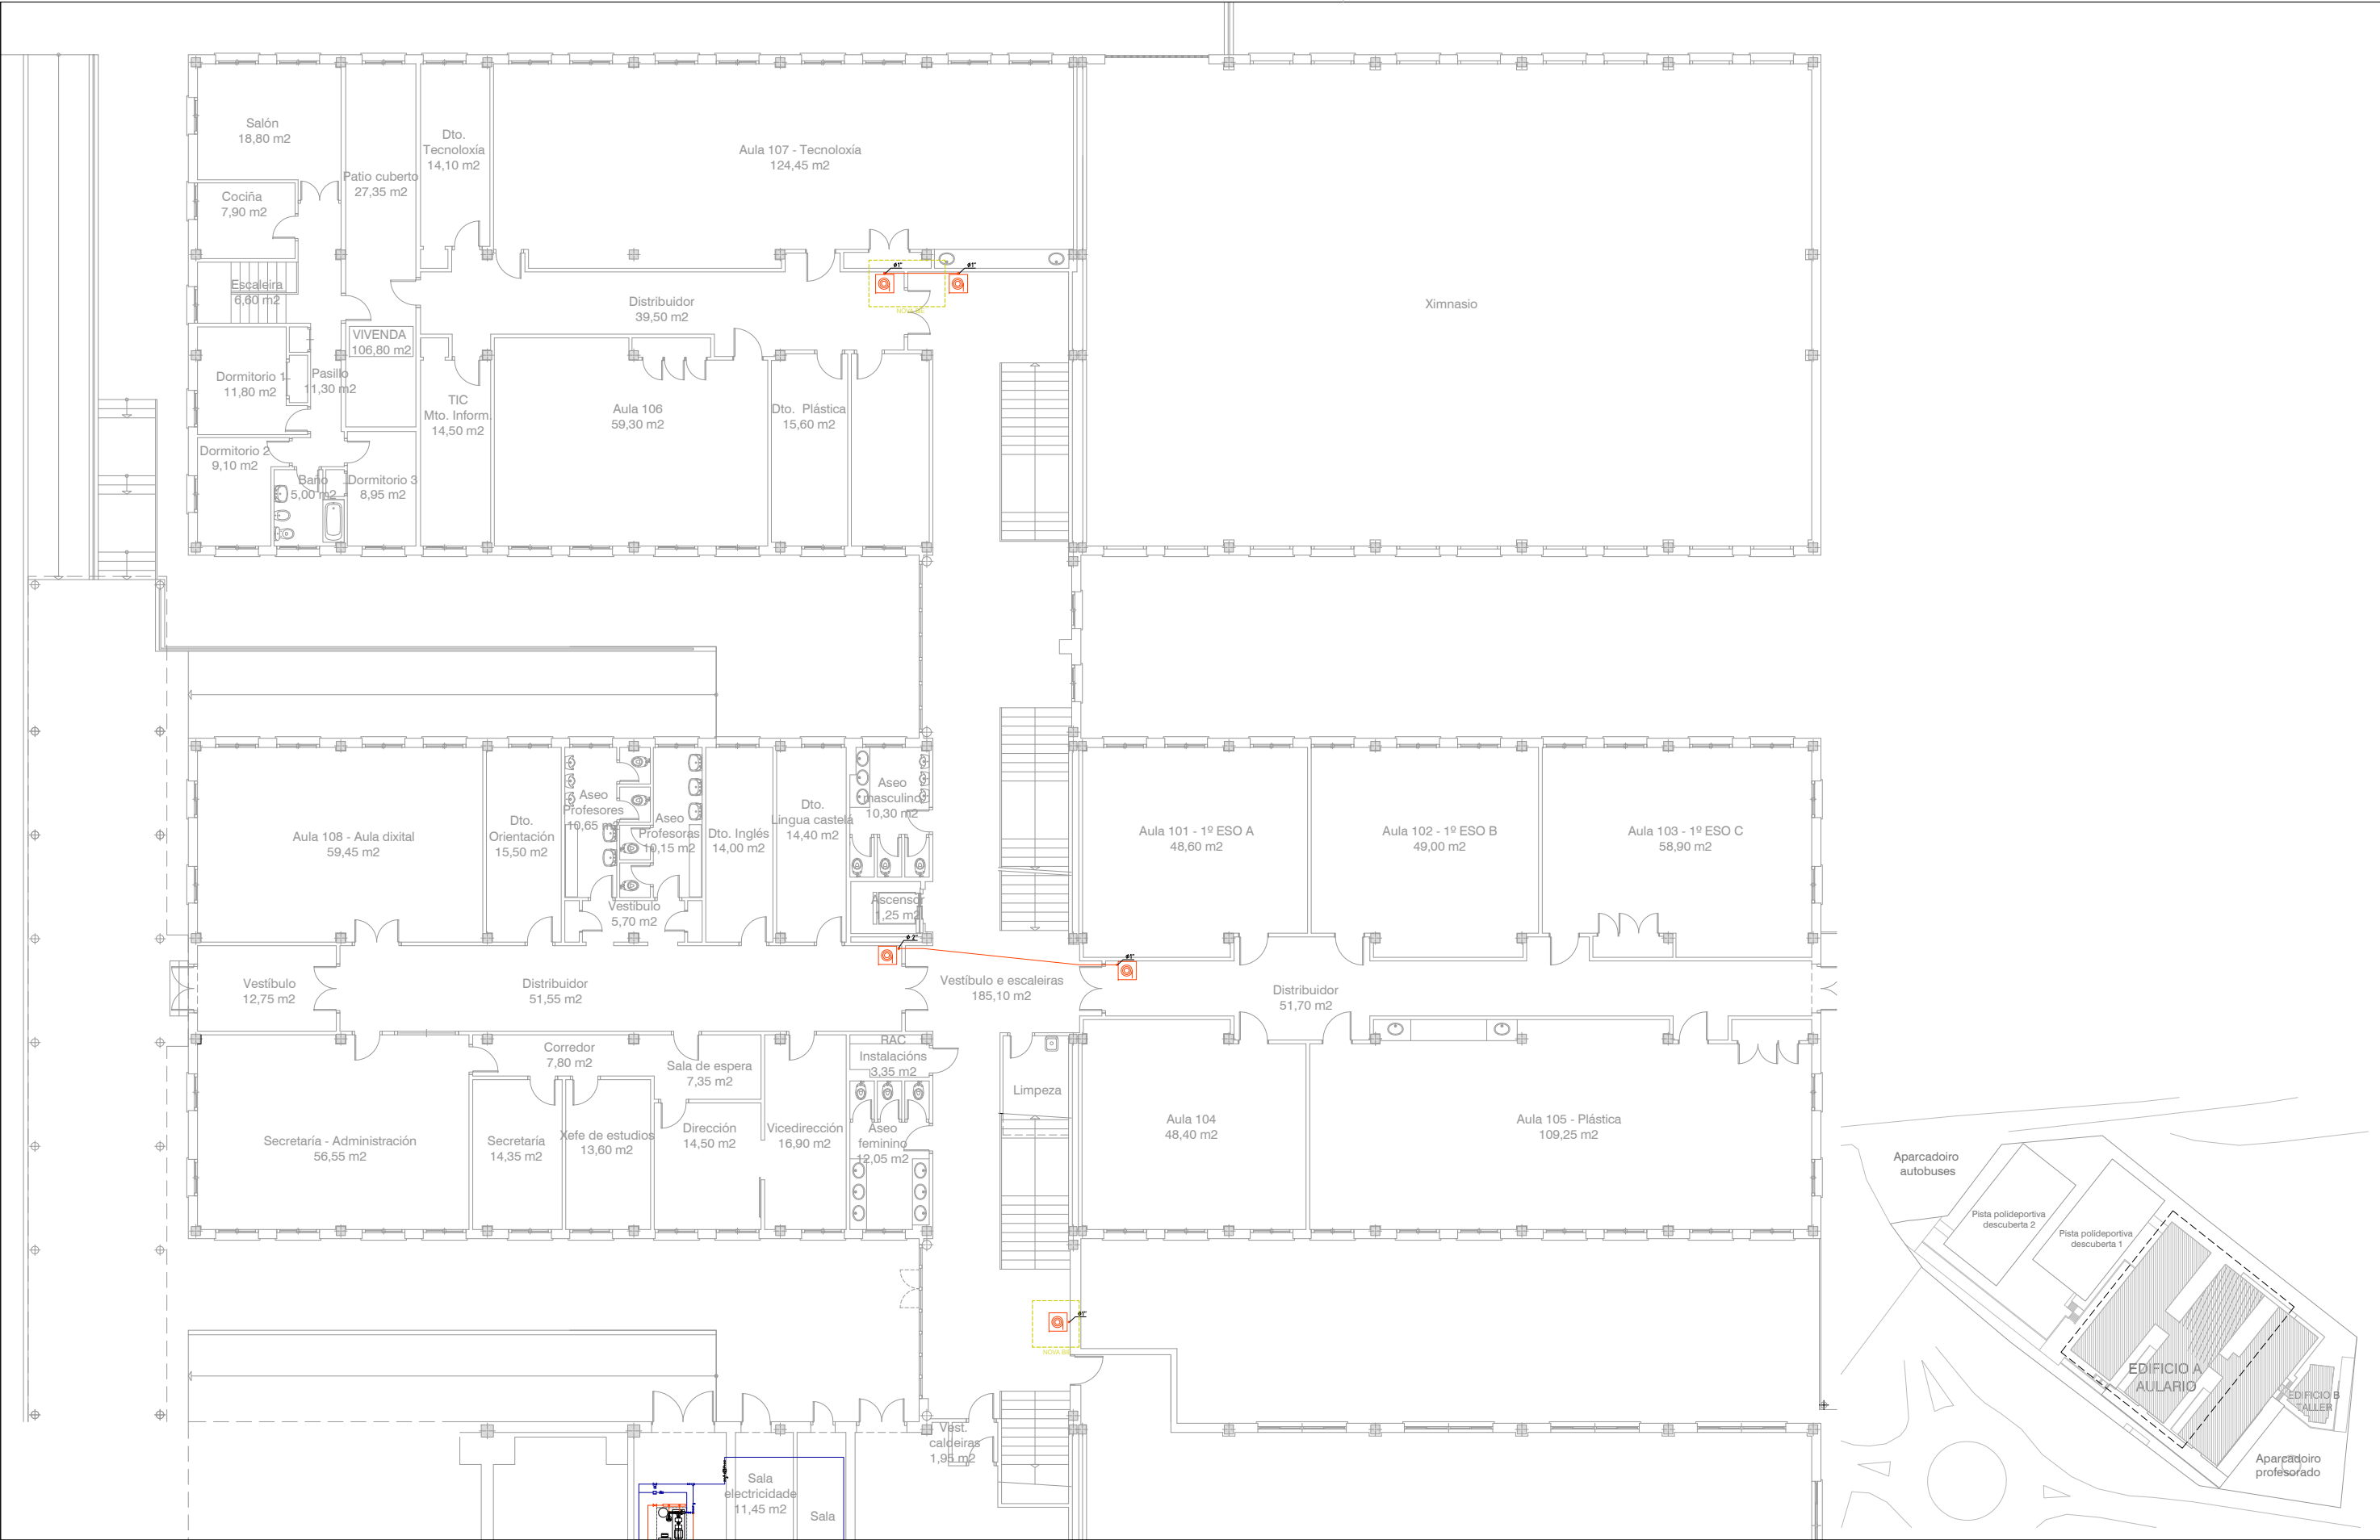 Salón
18,80 m2
Cociña
7,90 m2
Patio cuberto
27,35 m2
Dto.
Tecnoloxía
14,10 m2
Aula 107 - Tecnoloxía
124,45 m2
Escaleira
6,60 m2
Distribuidor
39,50 m2
ø1"
ø1"
Ximnasio
VIVENDA
106,80 m2
Dormitorio 1
11,80 m2
Pasillo
11,30 m2
TIC
Mto. Inform.
14,50 m2
Aula 106
59,30 m2
Dto. Plástica
15,60 m2
Dormitorio 2
9,10 m2
Baño
5,00 m2
Dormitorio 3
8,95 m2
Aula 108 - Aula dixital
59,45 m2
Dto.
Orientación
15,50 m2
Aseo
Profesores
10,65 m2
Aseo
Profesoras
10,15 m2
Dto. Inglés
14,00 m2
Dto.
Lingua castelá
14,40 m2
Aseo
masculino
10,30 m2
Vestíbulo
5,70 m2
Ascensor
1,25 m2
Aula 101 - 1º ESO A
48,60 m2
Aula 102 - 1º ESO B
49,00 m2
Aula 103 - 1º ESO C
58,90 m2
ø 2"
ø1"
Vestíbulo
12,75 m2
Distribuidor
51,55 m2
Vestíbulo e escaleiras
185,10 m2
Distribuidor
51,70 m2
Corredor
7,80 m2
Sala de espera
7,35 m2
RAC
Instalacións
3,35 m2
Limpeza
Secretaría - Administración
56,55 m2
Secretaría
14,35 m2
Xefe de estudios
13,60 m2
Dirección
14,50 m2
Vicedirección
16,90 m2
Aseo
feminino
12,05 m2
Aula 104
48,40 m2
Aula 105 - Plástica
109,25 m2
ø1"
NOVA BIE
Vest.
caldeiras
1,95 m2
Sala
electricidade
11,45 m2
Sala
Aparcadoiro
autobuses
Pista polideportiva
descuberta 2
Pista polideportiva
descuberta 1
EDIFICIO A
AULARIO
EDIFICIO B
TALLER
Aparcadoiro
profesorado